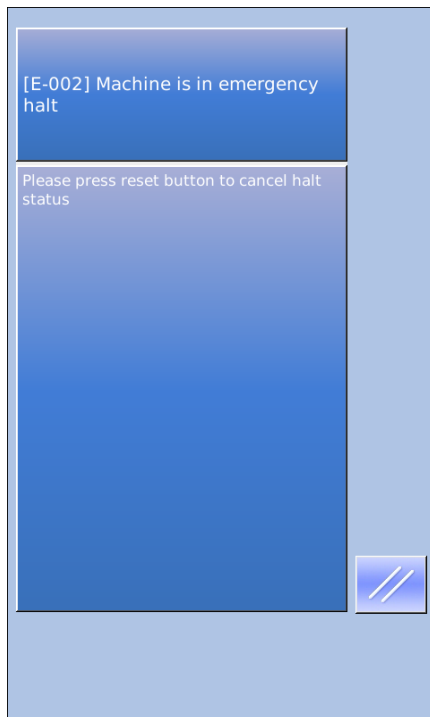 [E-002] Machine is in emergency
halt
Please press reset button to cancel halt
status